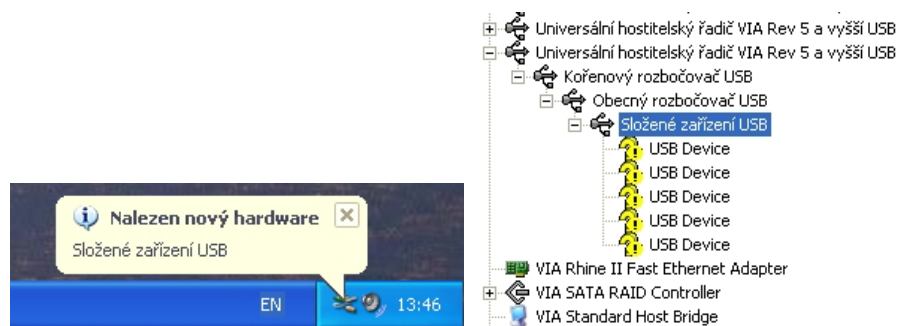 Nalezen nový hardware
Složené zařízení USB
EN
13:46
Universální hostitelský řadič VIA Rev 5 a vyšší USB
Universální hostitelský řadič VIA Rev 5 a vyšší USB
Kořenový rozbočovač USB
Obecný rozbočovač USB
Složené zařízení USB
USB Device
USB Device
USB Device
USB Device
USB Device
VIA Rhine II Fast Ethernet Adapter
VIA SATA RAID Controller
VIA Standard Host Bridge